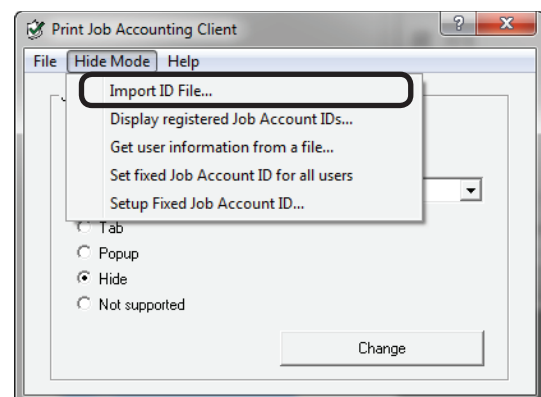 Print Job Accounting Client
File Hide Mode Help
Import ID File...
Display registered Job Account IDs...
Get user information from a file...
Set fixed Job Account ID for all users
Setup Fixed Job Account ID...
Tab
Popup
Hide
Not supported
Change